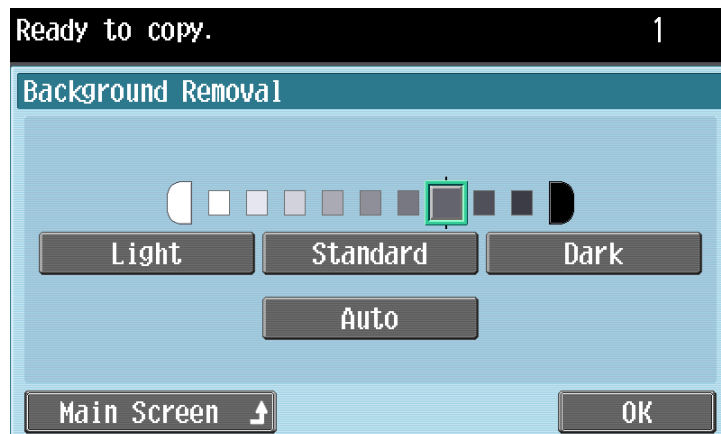 Ready to copy. 1
Background Removal
Light Standard Dark
Auto
Main Screen OK